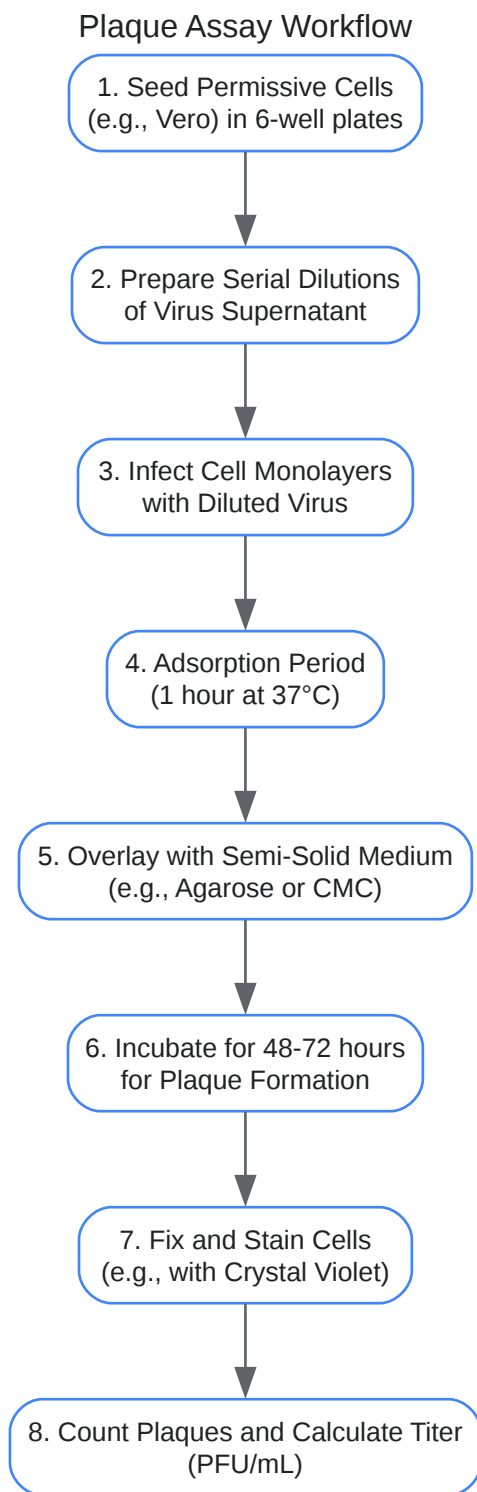 Plaque Assay Workflow
1. Seed Permissive Cells
(e.g., Vero) in 6-well plates
2. Prepare Serial Dilutions
of Virus Supernatant
3. Infect Cell Monolayers
with Diluted Virus
4. Adsorption Period
(1 hour at 37°C)
5. Overlay with Semi-Solid Medium
(e.g., Agarose or CMC)
6. Incubate for 48-72 hours
for Plaque Formation
7. Fix and Stain Cells
(e.g., with Crystal Violet)
8. Count Plaques and Calculate Titer
(PFU/mL)